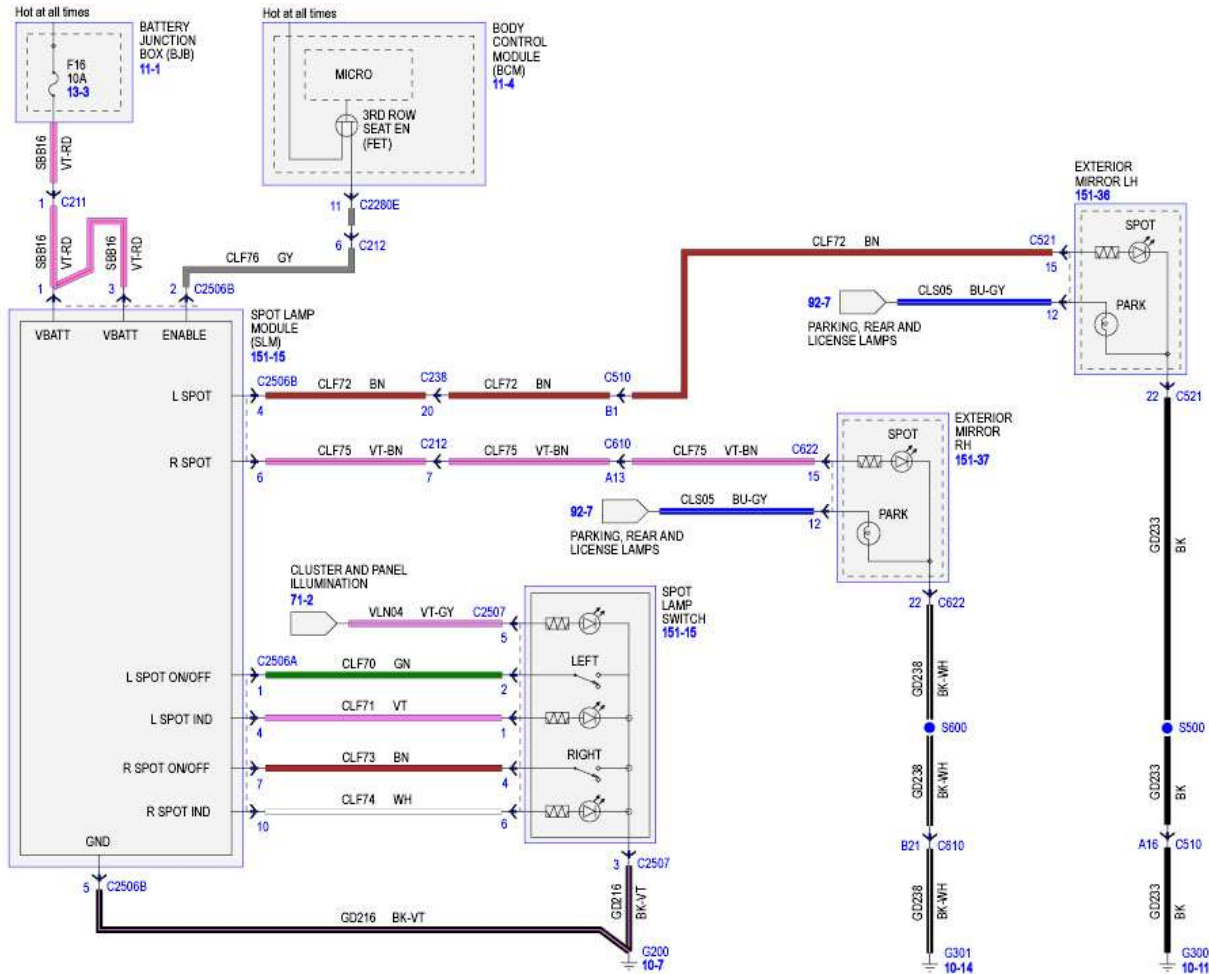 Hot at all times
BATTERY
JUNCTION
BOX (BJB)
11-1
F16
10A
13-3
SBB16
VT-RD
1
C211
SBB16
VT-RD
SBB16
VT-RD
1
3
Hot at all times
BODY
CONTROL
MODULE
(BCM)
11-4
MICRO
3RD ROW
SEAT EN
(FET)
11
C2280E
6
C212
CLF76 GY
2
C2506B
VBATT
VBATT
ENABLE
SPOT LAMP
MODULE
(SLM)
151-15
EXTERIOR
MIRROR LH
151-36
SPOT
PARK
CLF72 BN
C521
15
92-7
CLS05 BU-GY
12
PARKING, REAR AND
LICENSE LAMPS
22
C521
L SPOT
C2506B
4
CLF72 BN
C238
20
CLF72 BN
C510
B1
R SPOT
6
CLF75 VT-BN
C212
7
CLF75 VT-BN
C610
A13
CLF75 VT-BN
C622
15
EXTERIOR
MIRROR
RH
151-37
SPOT
PARK
92-7
CLS05 BU-GY
12
PARKING, REAR AND
LICENSE LAMPS
22
C622
CLUSTER AND PANEL
ILLUMINATION
71-2
VLN04 VT-GY
C2507
5
SPOT
LAMP
SWITCH
151-15
L SPOT ON/OFF
C2506A
1
CLF70 GN
2
LEFT
L SPOT IND
4
CLF71 VT
1
R SPOT ON/OFF
7
CLF73 BN
4
RIGHT
R SPOT IND
10
CLF74 WH
6
GND
5
C2506B
GD216 BK-VT
3
C2507
GD216
BK-VT
G200
10-7
GD238
BK-WH
S600
GD238
BK-WH
B21
C610
GD238
BK-WH
G301
10-14
GD233
BK
S500
GD233
BK
A16
C510
GD233
BK
G300
10-11